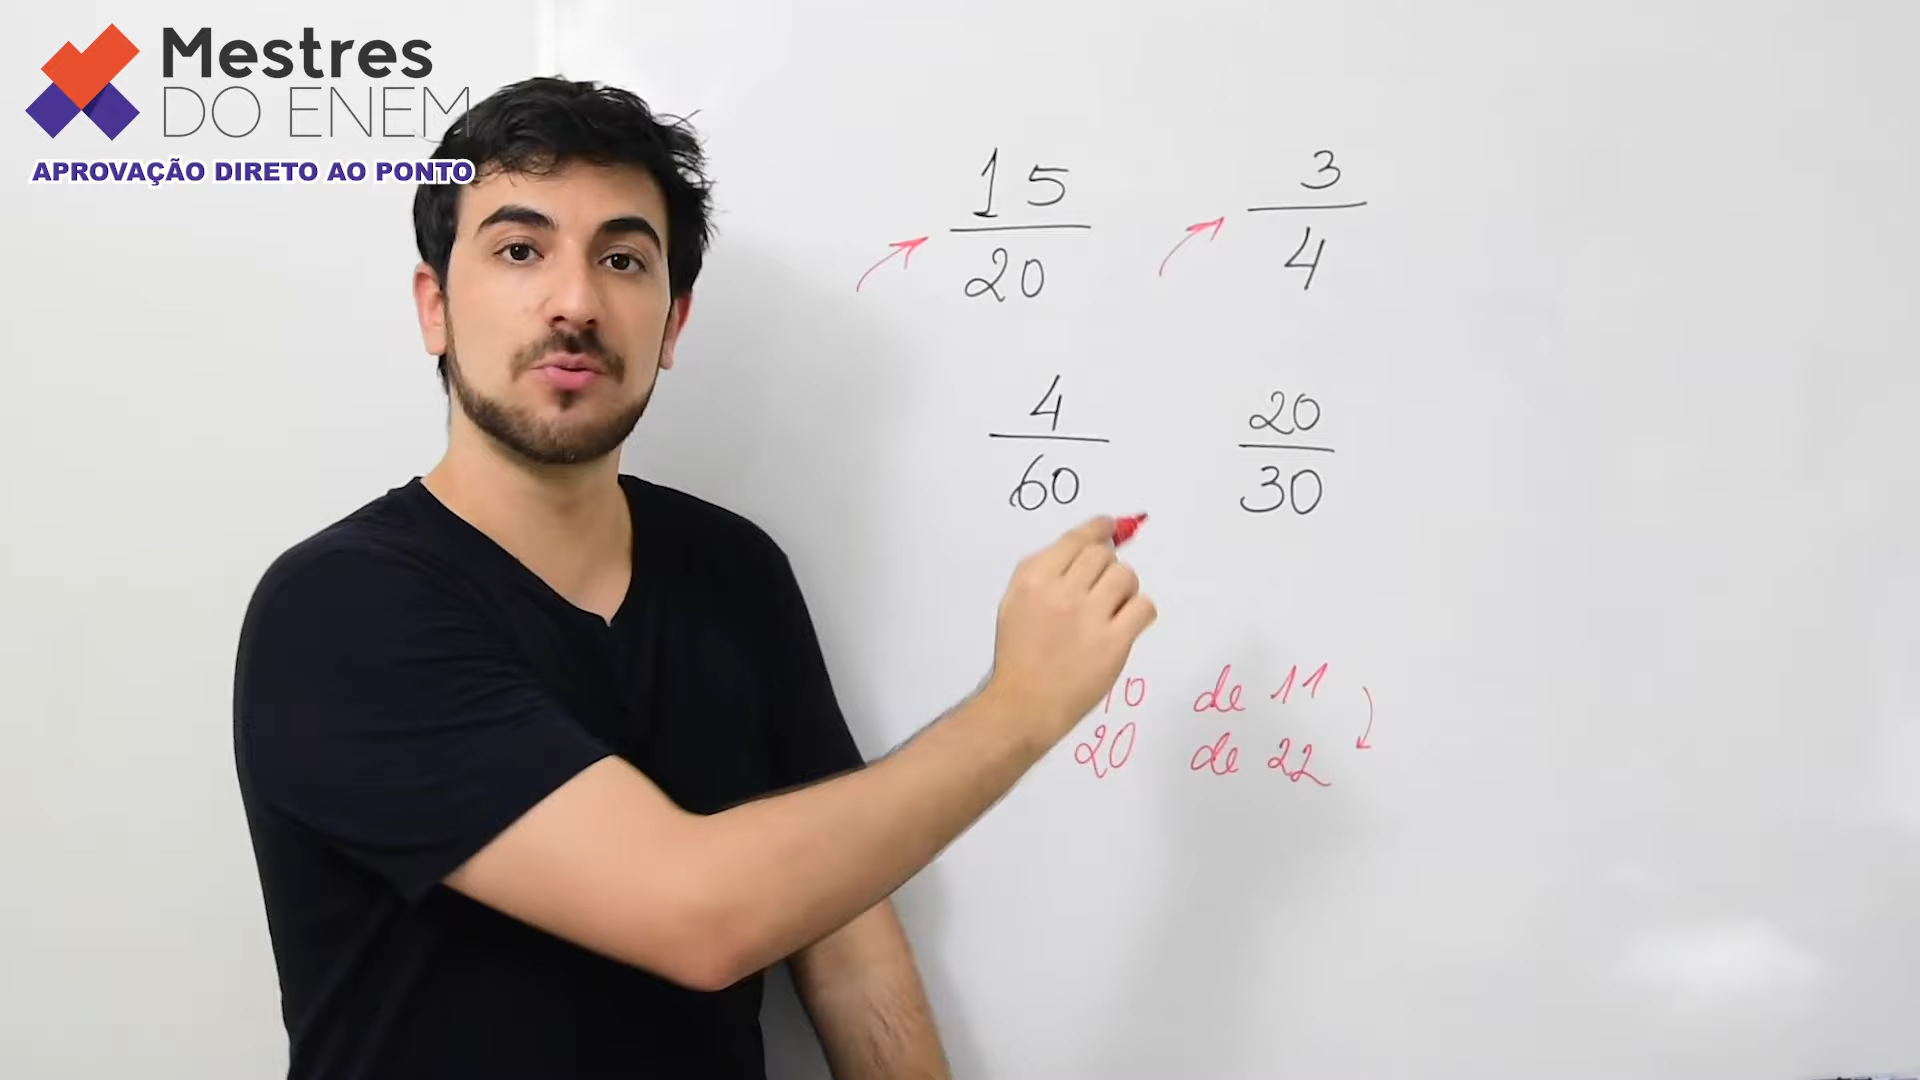 Mestres
DO ENEM
APROVAÇÃO DIRETO AO PONTO
15 3
20 4
4 20
60 30
10 de 11
20 de 22